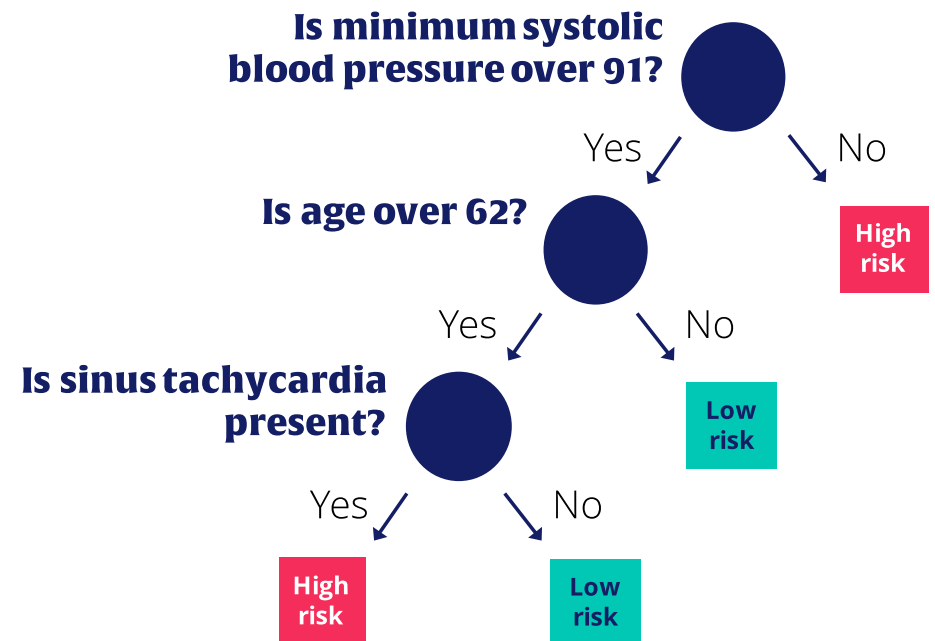 Is minimum systolic
blood pressure over 91?
Yes
No
Is age over 62?
High
risk
Yes
No
Is sinus tachycardia
present?
Low
risk
Yes
No
High
risk
Low
risk